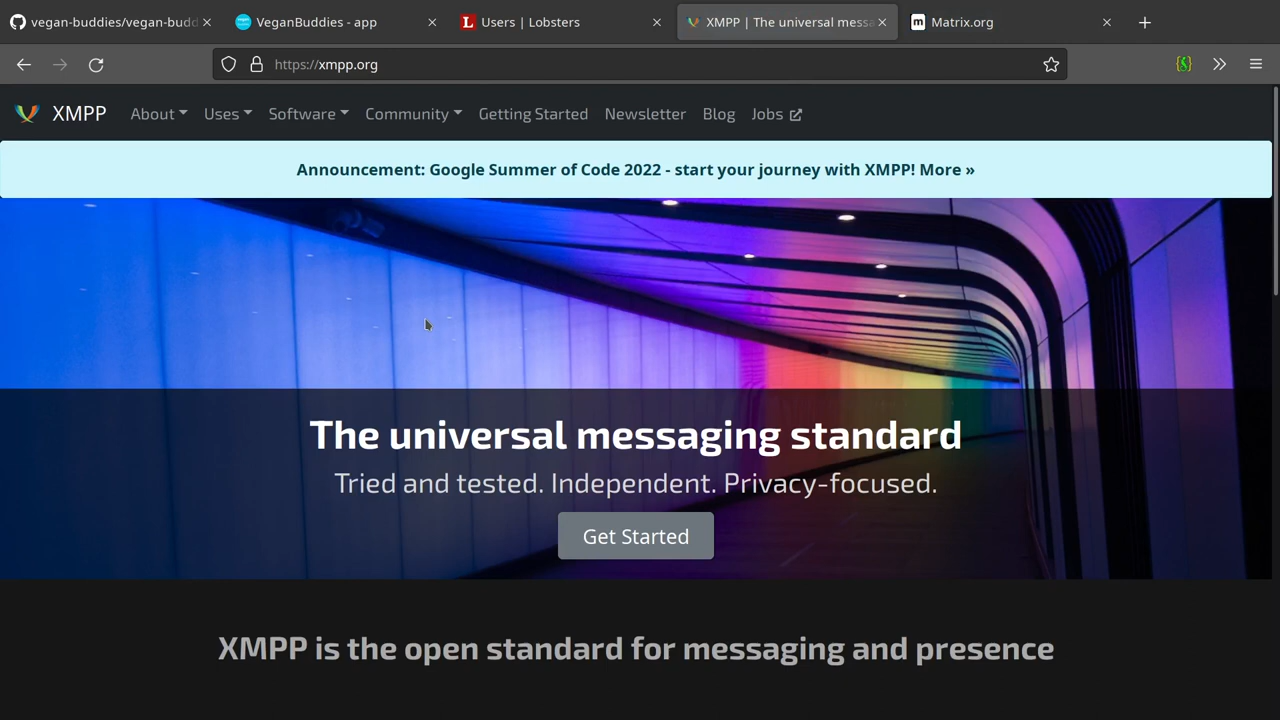 vegan-buddies/vegan-budd
VeganBuddies - app
Users | Lobsters
XMPP | The universal messa
Matrix.org
https://xmpp.org
XMPP
About
Uses
Software
Community
Getting Started
Newsletter
Blog
Jobs
Announcement: Google Summer of Code 2022 - start your journey with XMPP! More »
The universal messaging standard
Tried and tested. Independent. Privacy-focused.
Get Started
XMPP is the open standard for messaging and presence